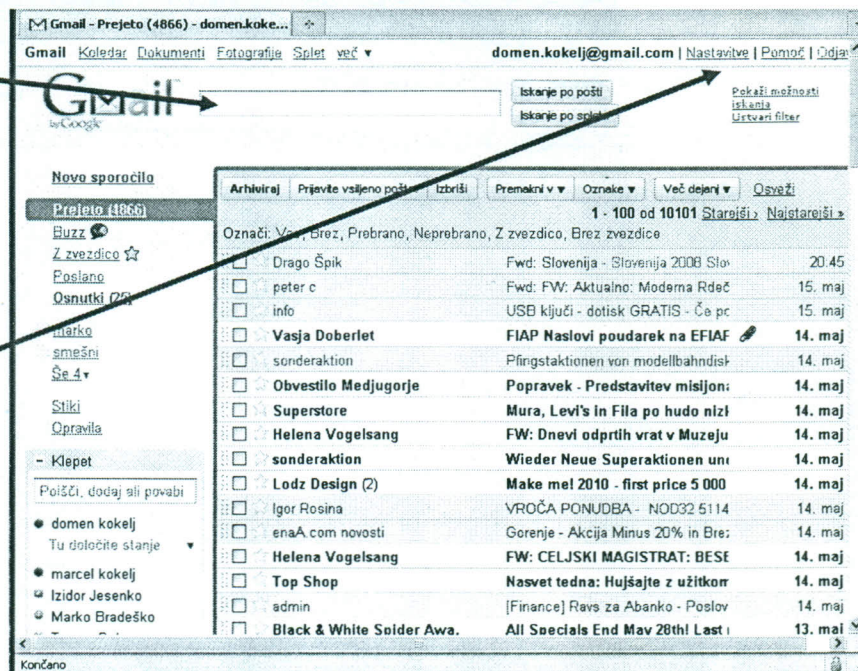 Gmail - Prejeto (4866) - domen.koke...
Gmail Koledar Dokumenti Fotografije Splet več ▾
domen.kokelj@gmail.com | Nastavitve | Pomoč |
Gmail
by Google
Iskanje po pošti
Iskanje po spletu
Pokaži možnosti
iskanja
Ustvari filter
Novo sporočilo
Prejeto (4866)
Buzz
Z zvezdico ☆
Poslano
Osnutki (25)
marko
smešni
Še 4▾
Stiki
Opravila
- Klepet
Poišči, dodaj ali povabi
domen kokelj
Tu določite stanje ▾
marcel kokelj
Izidor Jesenko
Marko Bradeško
Arhiviraj Prijavite vsiljeno pošto Izbriši Premakni v ▾ Oznake ▾ Več dejanj ▾ Osveži
1 - 100 od 10101 Starejši › Najstarejši »
Označi: Vse, Brez, Prebrano, Neprebrano, Z zvezdico, Brez zvezdice
Drago Špik Fwd: Slovenija - Slovenija 2008 Slov 20:45
peter c Fwd: FW: Aktualno: Moderna Rdeč 15. maj
info USB ključi - dotisk GRATIS - Če po 15. maj
Vasja Doberlet FIAP Naslovi poudarek na EFIAF 14. maj
sonderaktion Pfingstaktionen von modellbahndisk 14. maj
Obvestilo Medjugorje Popravek - Predstavitev misijona 14. maj
Superstore Mura, Levi's in Fila po hudo nizk 14. maj
Helena Vogelsang FW: Dnevi odprtih vrat v Muzeju 14. maj
sonderaktion Wieder Neue Superaktionen und 14. maj
Lodz Design (2) Make me! 2010 - first price 5 000 14. maj
Igor Rosina VROČA PONUDBA - NOD32 5114 14. maj
enaA.com novosti Gorenje - Akcija Minus 20% in Brez 14. maj
Helena Vogelsang FW: CELJSKI MAGISTRAT: BESE 14. maj
Top Shop Nasvet tedna: Hujšajte z užitkom 14. maj
admin [Finance] Ravs za Abanko - Poslov 14. maj
Black & White Spider Awa. All Specials End May 28th! Last 13. maj
Končano